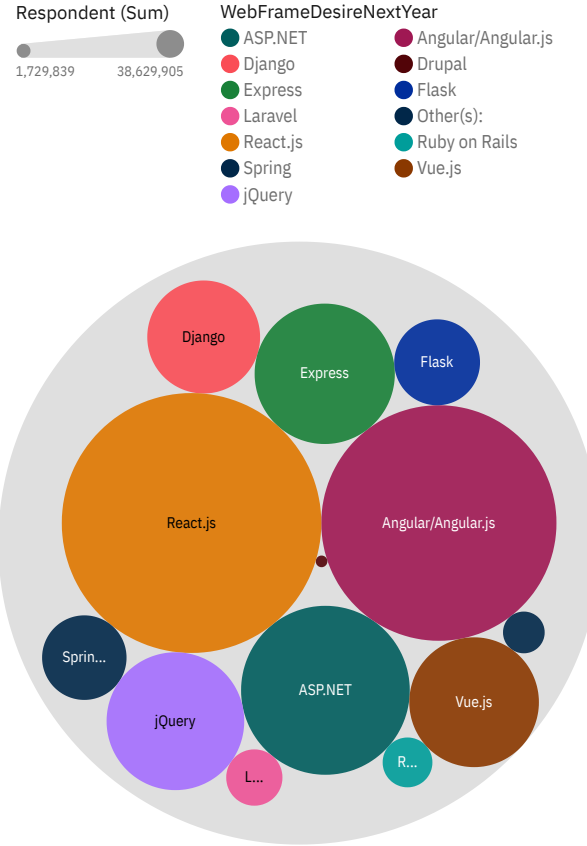 Respondent (Sum)
1,729,839 38,629,905
WebFrameDesireNextYear
ASP.NET
Django
Express
Laravel
React.js
Spring
jQuery
Angular/Angular.js
Drupal
Flask
Other(s):
Ruby on Rails
Vue.js
Django
Express
Flask
React.js
Angular/Angular.js
Sprin...
ASP.NET
Vue.js
jQuery
R...
L...